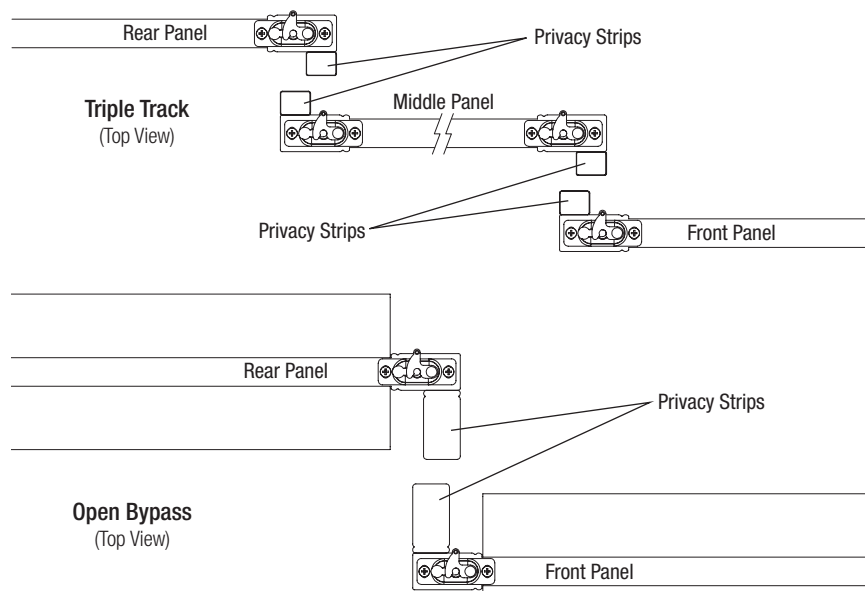 Rear Panel
Privacy Strips
Triple Track
(Top View)
Middle Panel
Privacy Strips
Front Panel
Rear Panel
Privacy Strips
Open Bypass
(Top View)
Front Panel